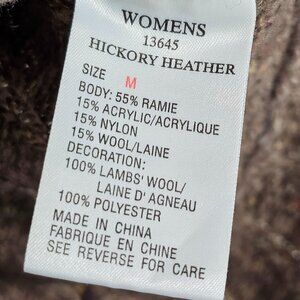 WOMENS
13645
HICKORY HEATHER
SIZE M
BODY: 55% RAMIE
15% ACRYLIC/ACRYLIQUE
15% NYLON
15% WOOL/LAINE
DECORATION:
100% LAMBS' WOOL/
LAINE D'AGNEAU
100% POLYESTER
MADE IN CHINA
FABRIQUE EN CHINE
SEE REVERSE FOR CARE